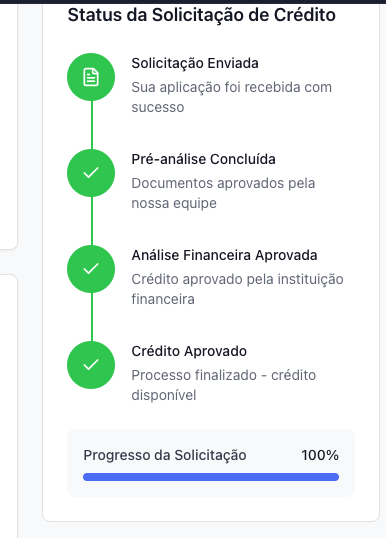 Status da Solicitação de Crédito
Solicitação Enviada
Sua aplicação foi recebida com
sucesso
Pré-análise Concluída
Documentos aprovados pela
nossa equipe
Análise Financeira Aprovada
Crédito aprovado pela instituição
financeira
Crédito Aprovado
Processo finalizado - crédito
disponível
Progresso da Solicitação 100%